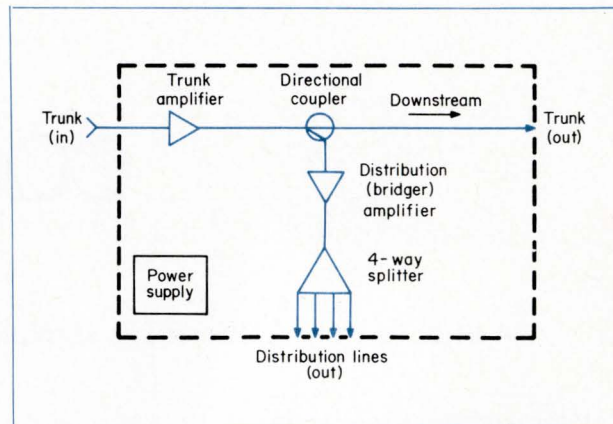 Trunk
amplifier
Directional
coupler
Downstream
Trunk
(in)
Trunk
(out)
Distribution
(bridger)
amplifier
4-way
splitter
Power
supply
Distribution lines
(out)